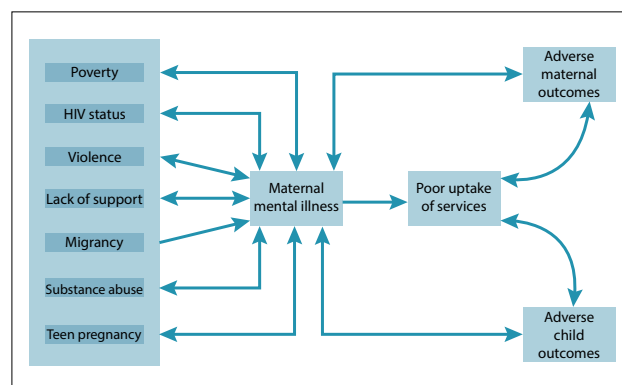 Poverty
HIV status
Violence
Lack of support
Migrancy
Substance abuse
Teen pregnancy
Maternal
mental illness
Poor uptake
of services
Adverse
maternal
outcomes
Adverse
child
outcomes